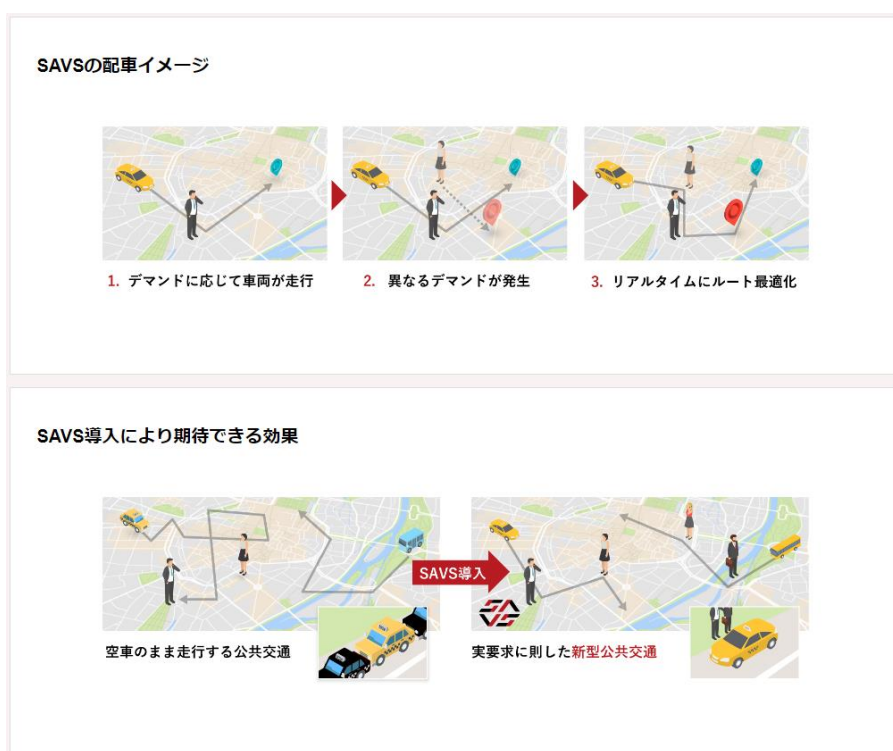 SAVSの配車イメージ
1. デマンドに応じて車両が走行
2. 異なるデマンドが発生
3. リアルタイムにルート最適化
SAVS導入により期待できる効果
SAVS導入
SAVS
空車のまま走行する公共交通
実要求に則した新型公共交通